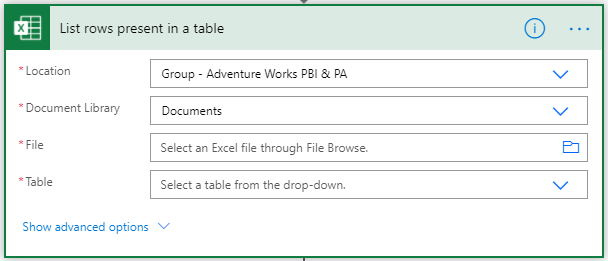 List rows present in a table
* Location
Group - Adventure Works PBI & PA
* Document Library
Documents
* File
Select an Excel file through File Browse.
* Table
Select a table from the drop-down.
Show advanced options